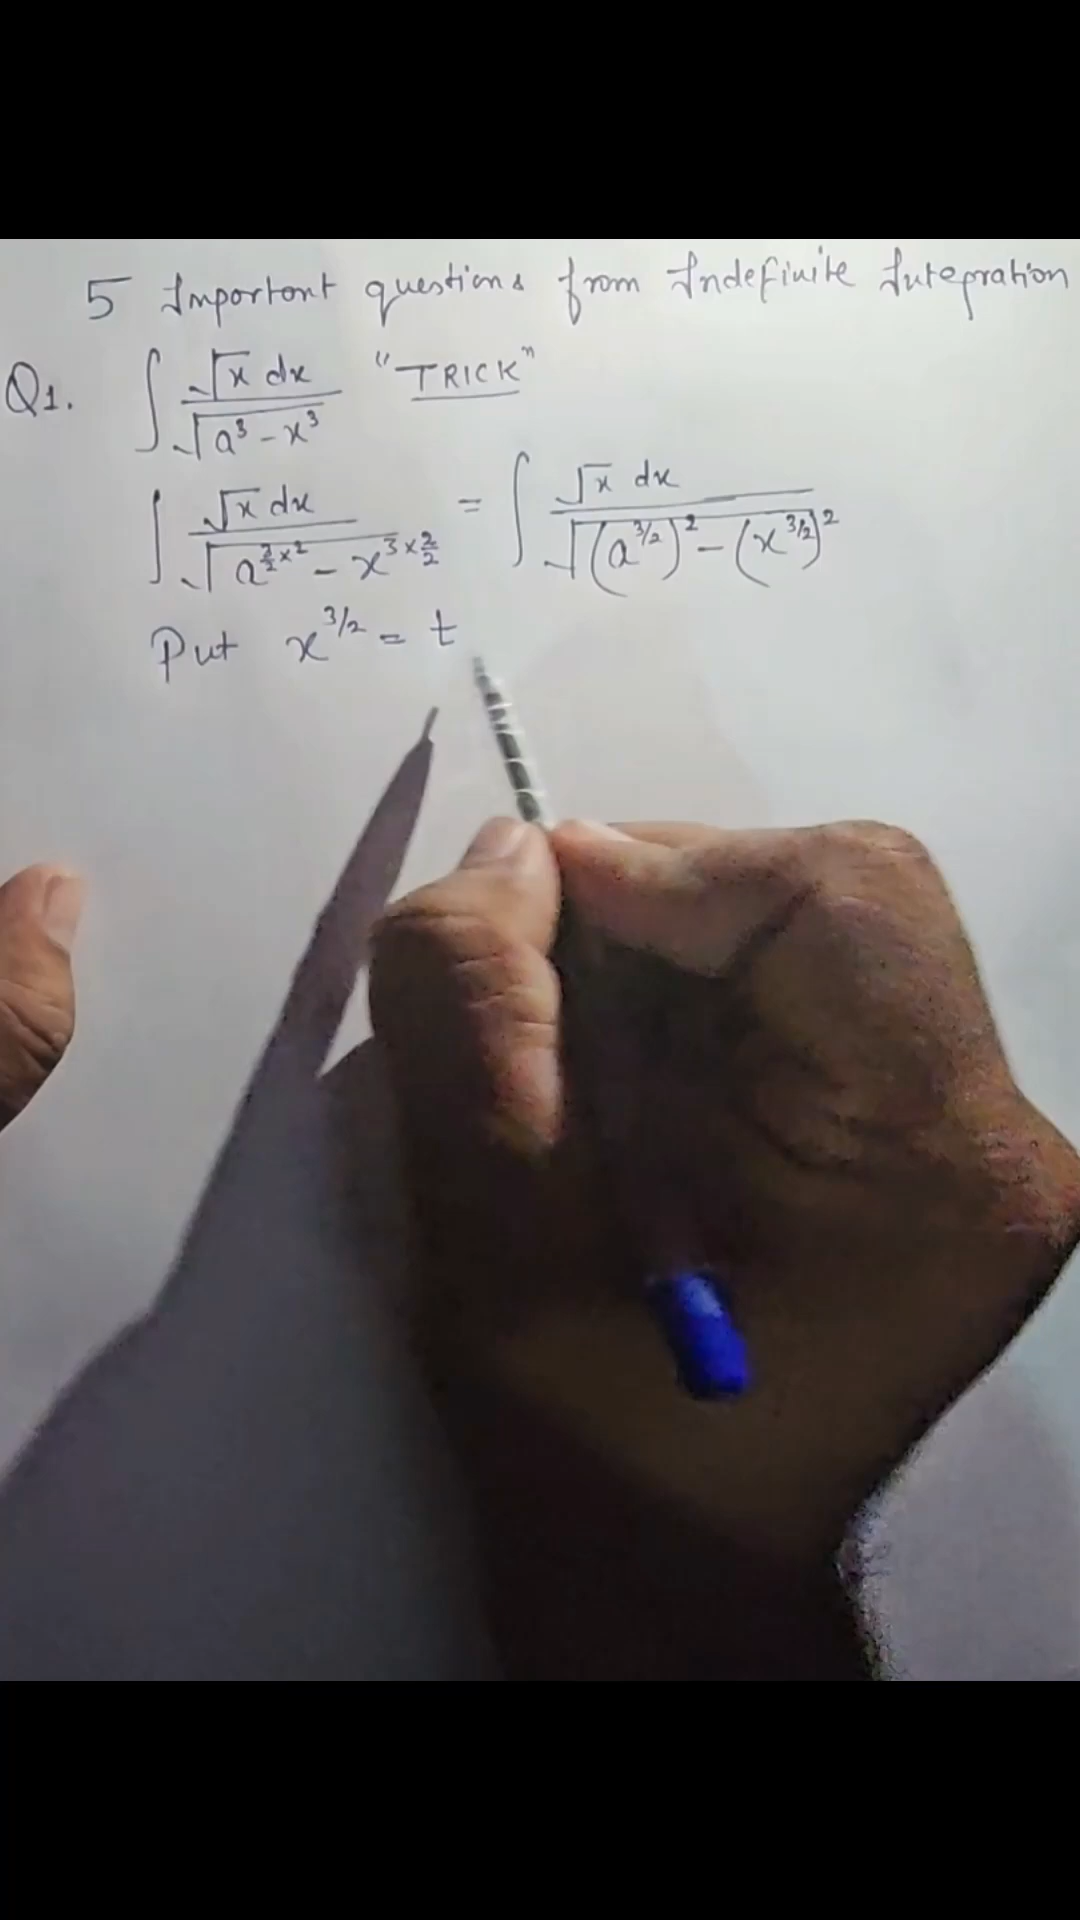 5 Important questions from Indefinite Integration
Q1. ∫ √x dx / √(a³ - x³) "TRICK"
∫ √x dx / √(a^(3/2 × 2) - x^(3 × 2/2)) = ∫ √x dx / √((a^(3/2))² - (x^(3/2))²)
Put x^(3/2) = t